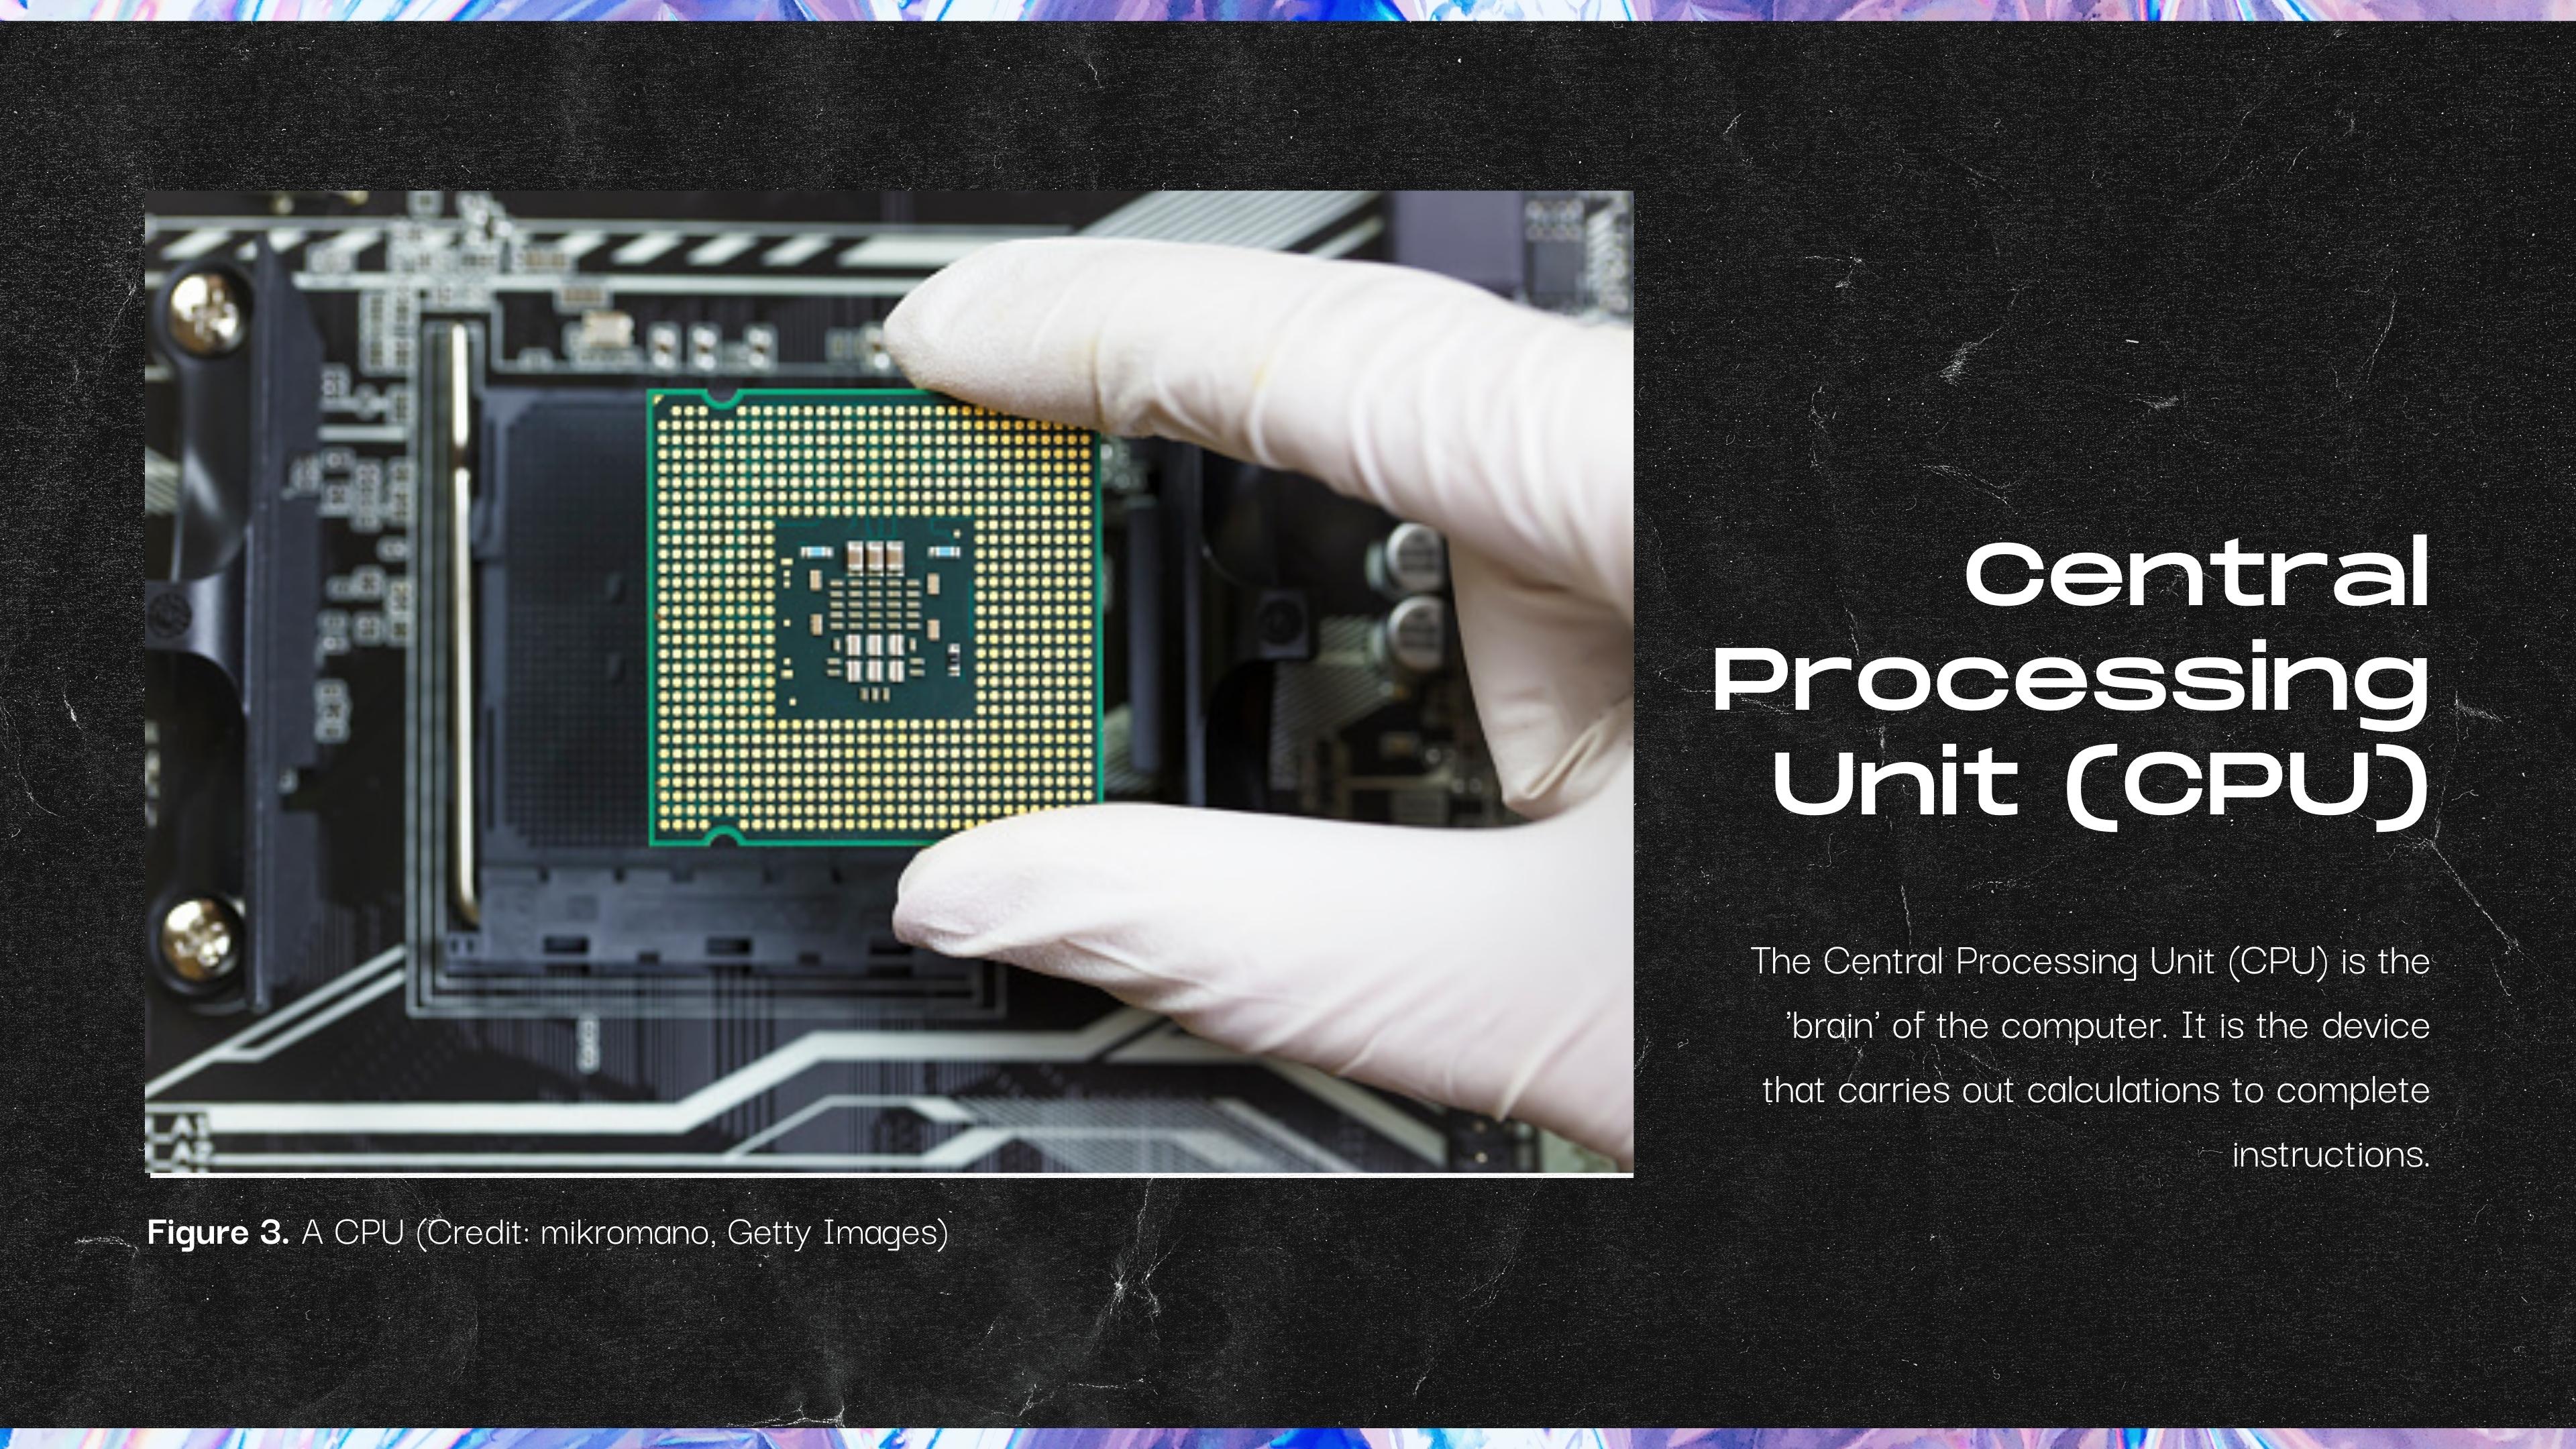 Central
Processing
Unit (CPU)
The Central Processing Unit (CPU) is the
'brain' of the computer. It is the device
that carries out calculations to complete
instructions.
Figure 3. A CPU (Credit: mikromano, Getty Images)